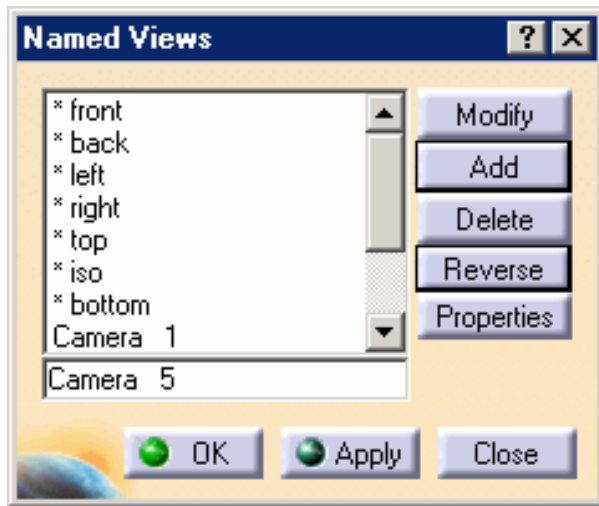 Named Views
? X
* front
* back
* left
* right
* top
* iso
* bottom
Camera 1
Camera 5
Modify
Add
Delete
Reverse
Properties
OK
Apply
Close